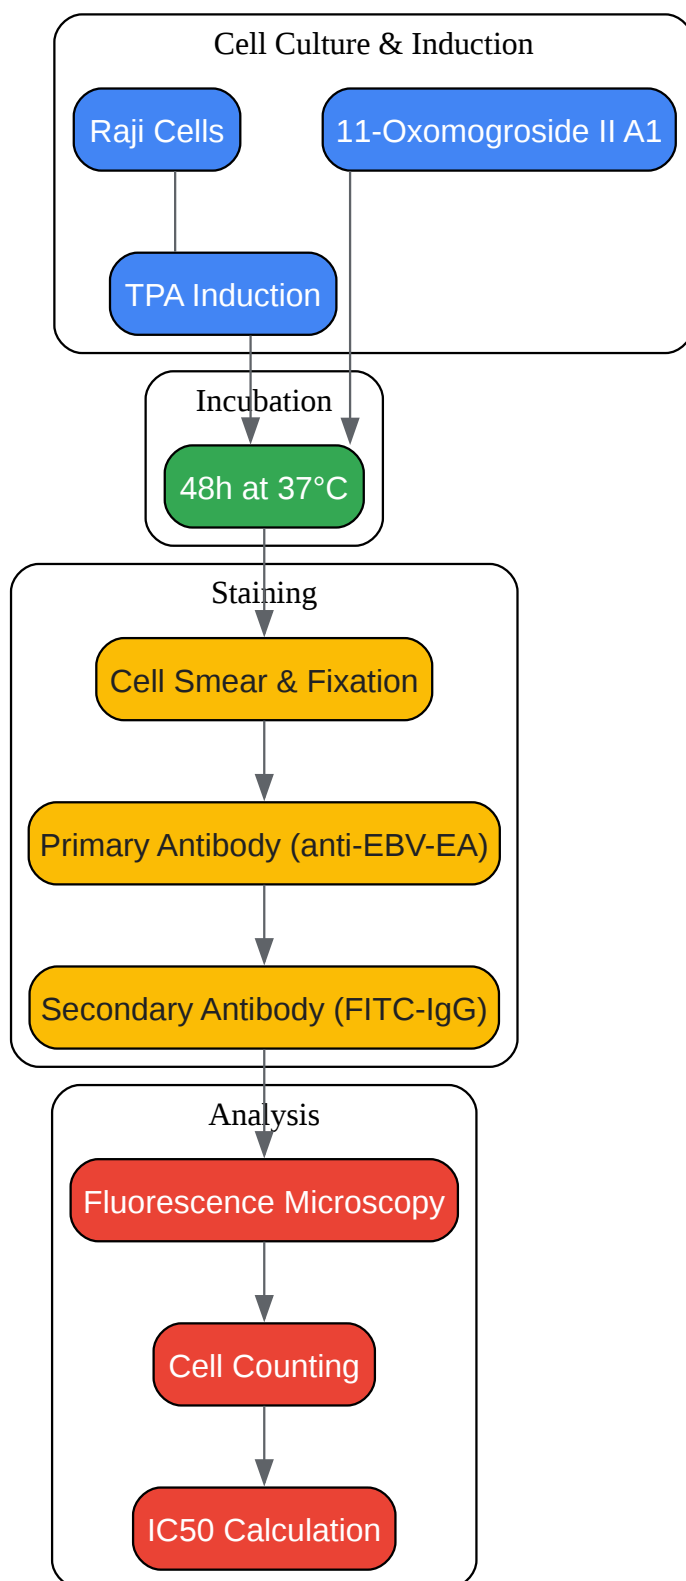 Cell Culture & Induction
Raji Cells
11-Oxomogroside II A1
TPA Induction
Incubation
48h at 37°C
Staining
Cell Smear & Fixation
Primary Antibody (anti-EBV-EA)
Secondary Antibody (FITC-IgG)
Analysis
Fluorescence Microscopy
Cell Counting
IC50 Calculation